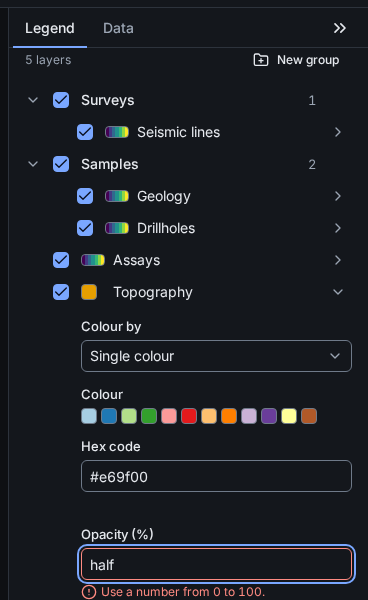 Legend Data
5 layers New group
Surveys 1
Seismic lines
Samples 2
Geology
Drillholes
Assays
Topography
Colour by
Single colour
Colour
Hex code
#e69f00
Opacity (%)
half
Use a number from 0 to 100.